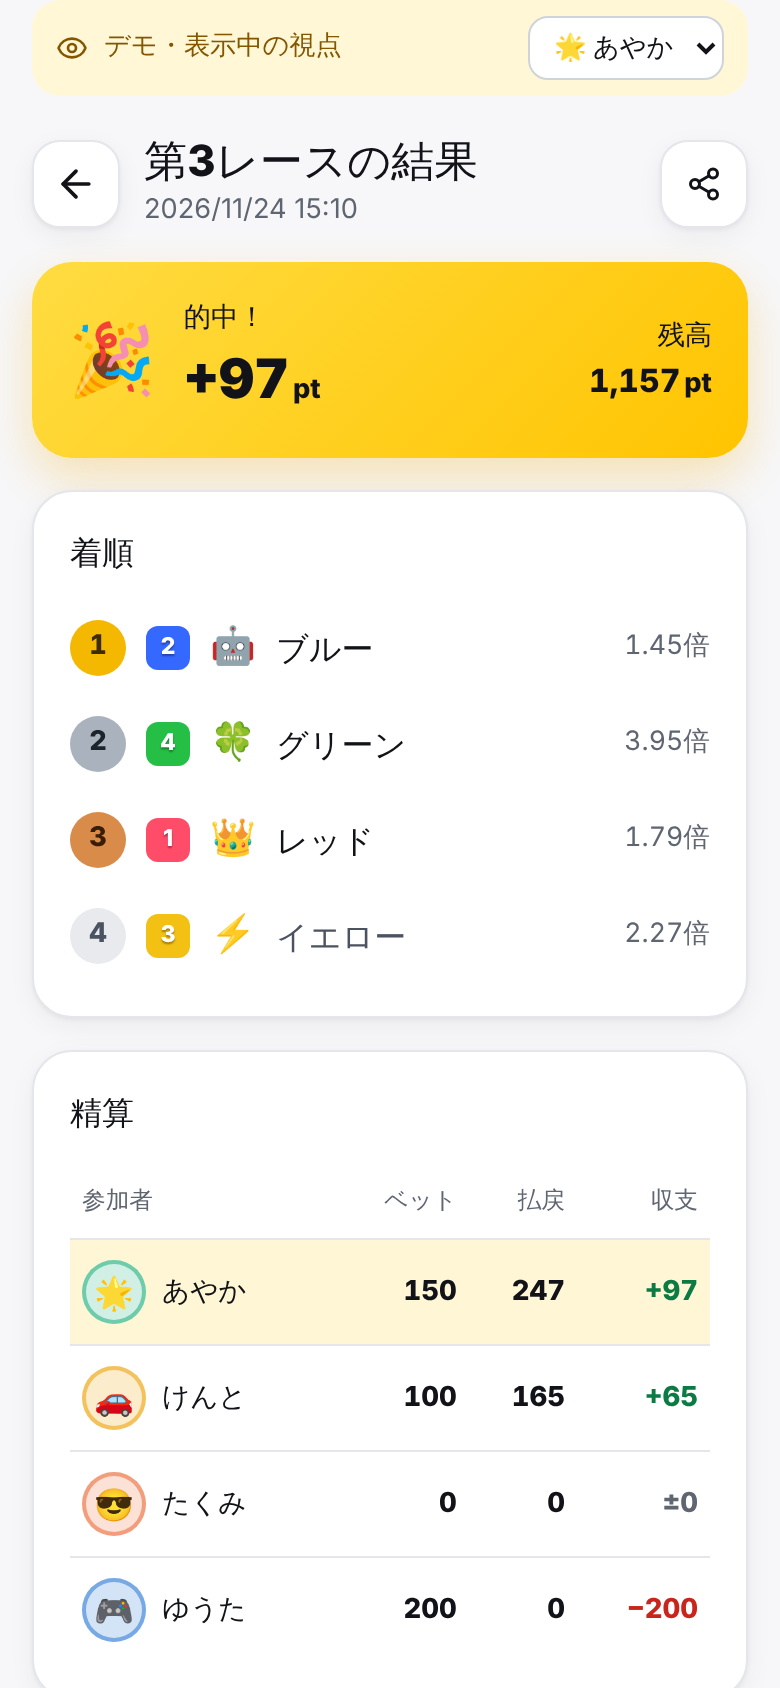 デモ・表示中の視点
あやか
第3レースの結果
2026/11/24 15:10
的中！
+97 pt
残高
1,157 pt
着順
1 2 ブルー 1.45倍
2 4 グリーン 3.95倍
3 1 レッド 1.79倍
4 3 イエロー 2.27倍
精算
参加者 ベット 払戻 収支
あやか 150 247 +97
けんと 100 165 +65
たくみ 0 0 ±0
ゆうた 200 0 −200